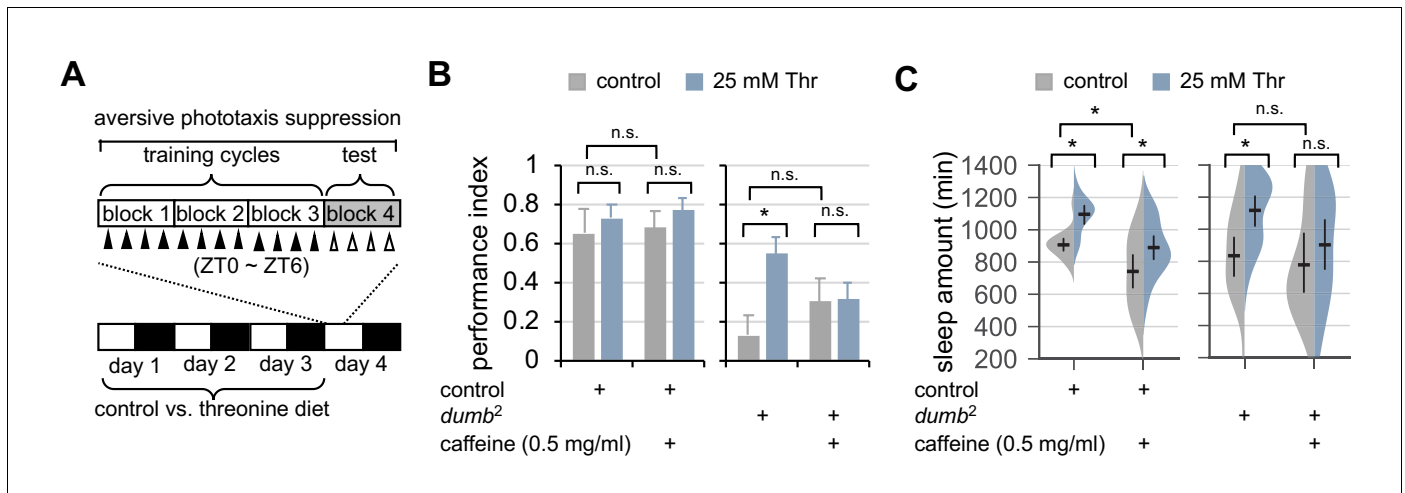 A
aversive phototaxis suppression
training cycles test
block 1 block 2 block 3 block 4
(ZT0 ~ ZT6)
day 1 day 2 day 3 day 4
control vs. threonine diet
B
control 25 mM Thr
performance index
1
0.8
0.6
0.4
0.2
0
n.s.
n.s. n.s.
n.s.
* n.s.
control + +
dumb2 + +
caffeine (0.5 mg/ml) + +
C
control 25 mM Thr
sleep amount (min)
1400
1200
1000
800
600
400
200
*
* *
n.s.
* n.s.
control + +
dumb2 + +
caffeine (0.5 mg/ml) + +